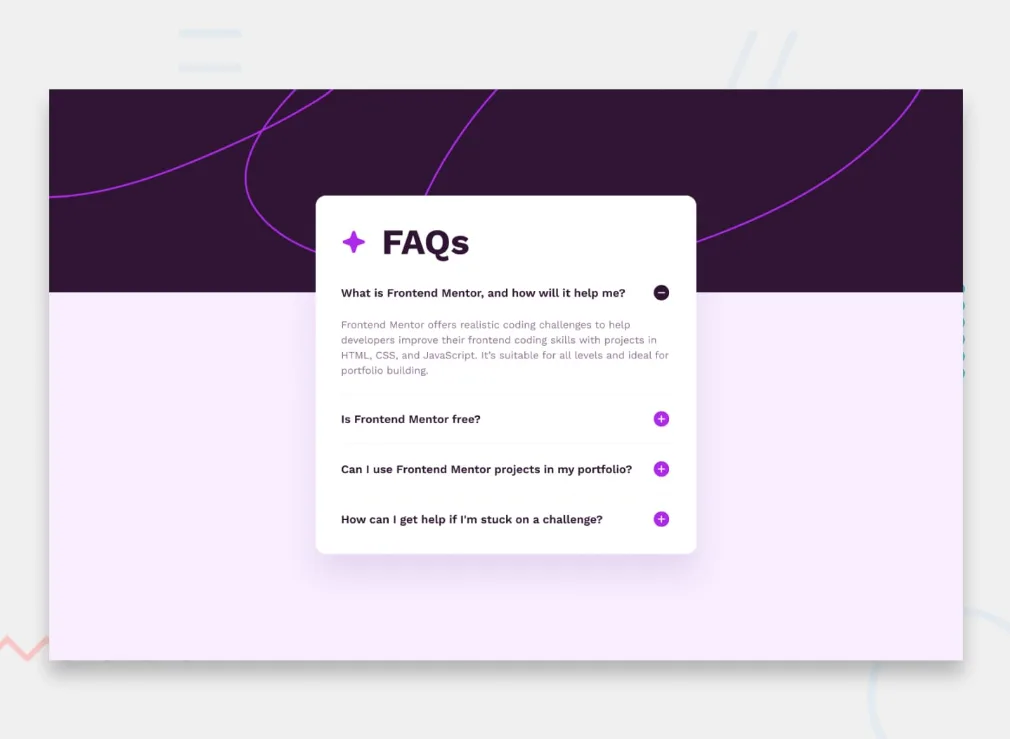 FAQs
What is Frontend Mentor, and how will it help me?
Frontend Mentor offers realistic coding challenges to help
developers improve their frontend coding skills with projects in
HTML, CSS, and JavaScript. It's suitable for all levels and ideal for
portfolio building.
Is Frontend Mentor free?
Can I use Frontend Mentor projects in my portfolio?
How can I get help if I'm stuck on a challenge?